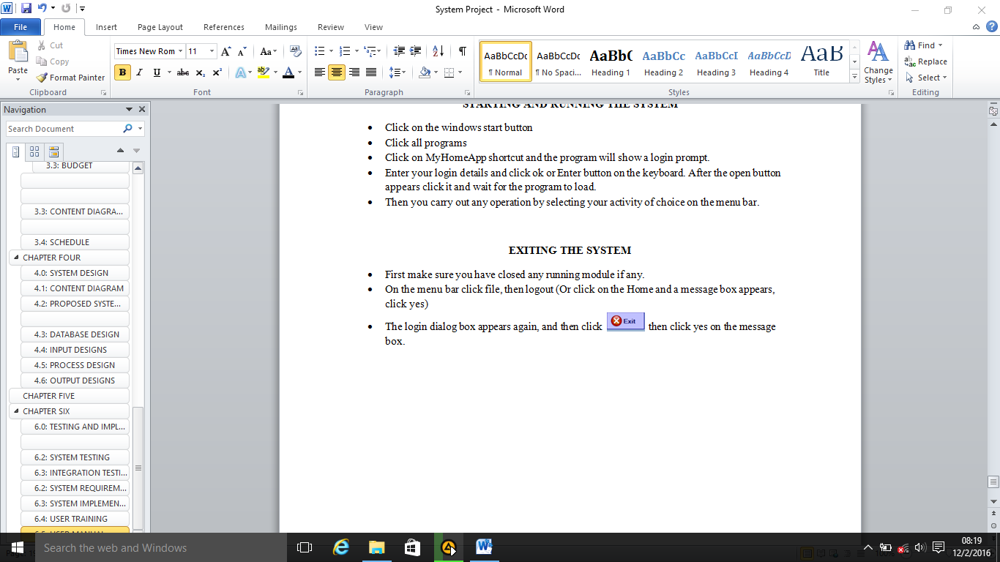 System Project - Microsoft Word
File Home Insert Page Layout References Mailings Review View
Paste
Cut
Copy
Format Painter
Clipboard
Times New Rom 11
Font
Paragraph
AaBbCcDc AaBbCcDc AaBbC AaBbCc AaBbCcI AaBbCcD AaB
¶ Normal ¶ No Spaci... Heading 1 Heading 2 Heading 3 Heading 4 Title
Change Styles
Styles
Find
Replace
Select
Editing
Navigation
Search Document
3.3: BUDGET
3.3: CONTENT DIAGRA...
3.4: SCHEDULE
CHAPTER FOUR
4.0: SYSTEM DESIGN
4.1: CONTENT DIAGRAM
4.2: PROPOSED SYSTE...
4.3: DATABASE DESIGN
4.4: INPUT DESIGNS
4.5: PROCESS DESIGN
4.6: OUTPUT DESIGNS
CHAPTER FIVE
CHAPTER SIX
6.0: TESTING AND IMPL...
6.2: SYSTEM TESTING
6.3: INTEGRATION TESTI...
6.2: SYSTEM REQUIREM...
6.3: SYSTEM IMPLEMEN...
6.4: USER TRAINING
6.5: USER MANUAL
STARTING AND RUNNING THE SYSTEM
• Click on the windows start button
• Click all programs
• Click on MyHomeApp shortcut and the program will show a login prompt.
• Enter your login details and click ok or Enter button on the keyboard. After the open button
appears click it and wait for the program to load.
• Then you carry out any operation by selecting your activity of choice on the menu bar.
EXITING THE SYSTEM
• First make sure you have closed any running module if any.
• On the menu bar click file, then logout (Or click on the Home and a message box appears,
click yes)
• The login dialog box appears again, and then click Exit then click yes on the message
box.
Search the web and Windows
08:19
12/2/2016